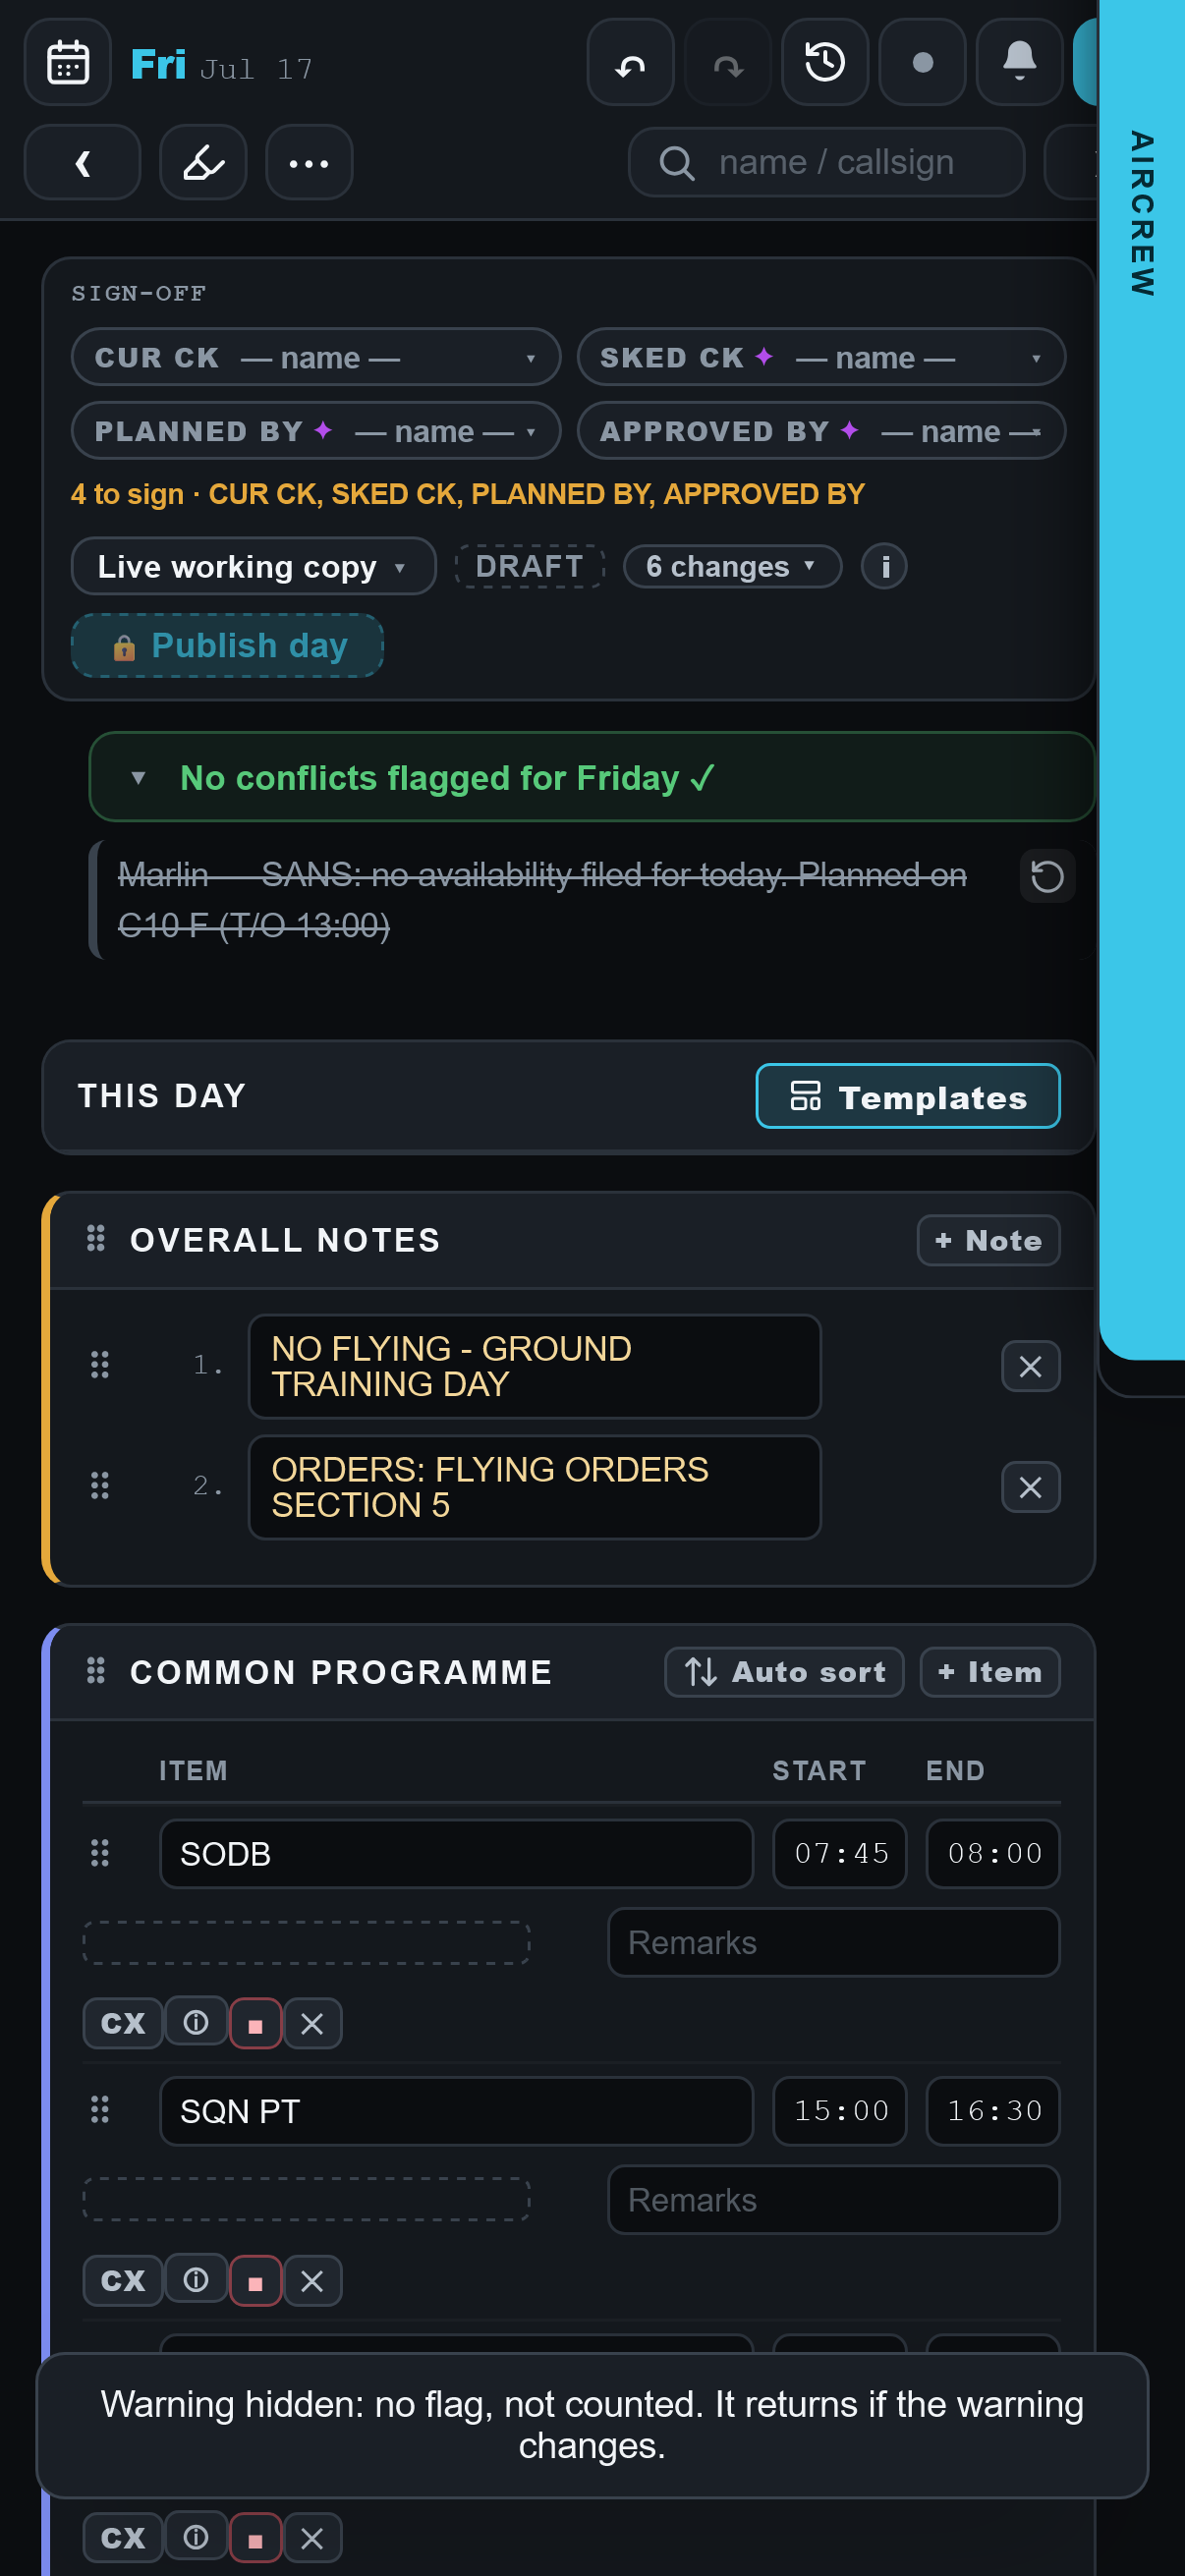 Fri Jul 17
name / callsign
AIRCREW
SIGN-OFF
CUR CK — name —
SKED CK ✦ — name —
PLANNED BY ✦ — name —
APPROVED BY ✦ — name —
4 to sign · CUR CK, SKED CK, PLANNED BY, APPROVED BY
Live working copy
DRAFT
6 changes
i
Publish day
No conflicts flagged for Friday ✓
Marlin — SANS: no availability filed for today. Planned on
C10 F (T/O 13:00)
THIS DAY
Templates
OVERALL NOTES
+ Note
1.
NO FLYING - GROUND
TRAINING DAY
2.
ORDERS: FLYING ORDERS
SECTION 5
COMMON PROGRAMME
Auto sort
+ Item
ITEM START END
SODB 07:45 08:00
Remarks
CX
SQN PT 15:00 16:30
Remarks
CX
Warning hidden: no flag, not counted. It returns if the warning
changes.
CX